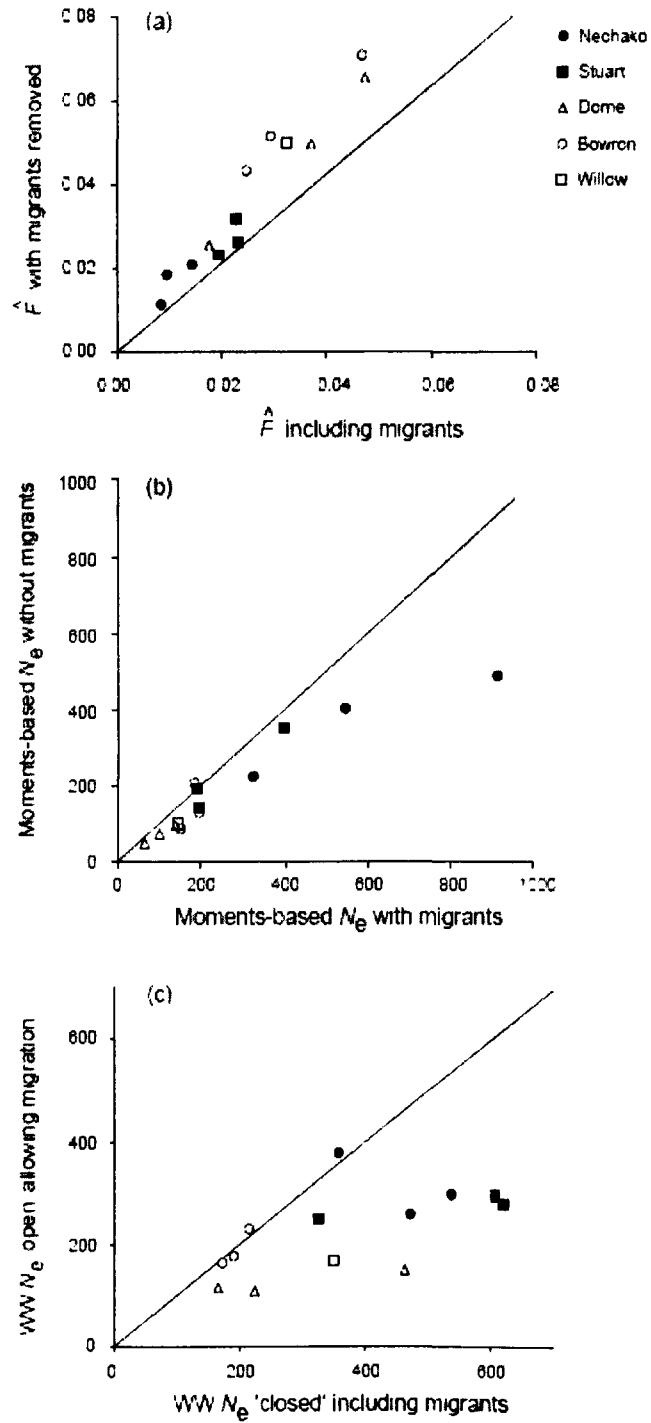 (a)
0.08
0.06
0.04
0.02
0.00
0.00 0.02 0.04 0.06 0.08
F̂ with migrants removed
F̂ including migrants
Nechako
Stuart
Dome
Bowron
Willow
(b)
1000
800
600
400
200
0
0 200 400 600 800 1000
Moments-based Ne without migrants
Moments-based Ne with migrants
(c)
600
400
200
0
0 200 400 600
WW Ne open allowing migration
WW Ne 'closed' including migrants